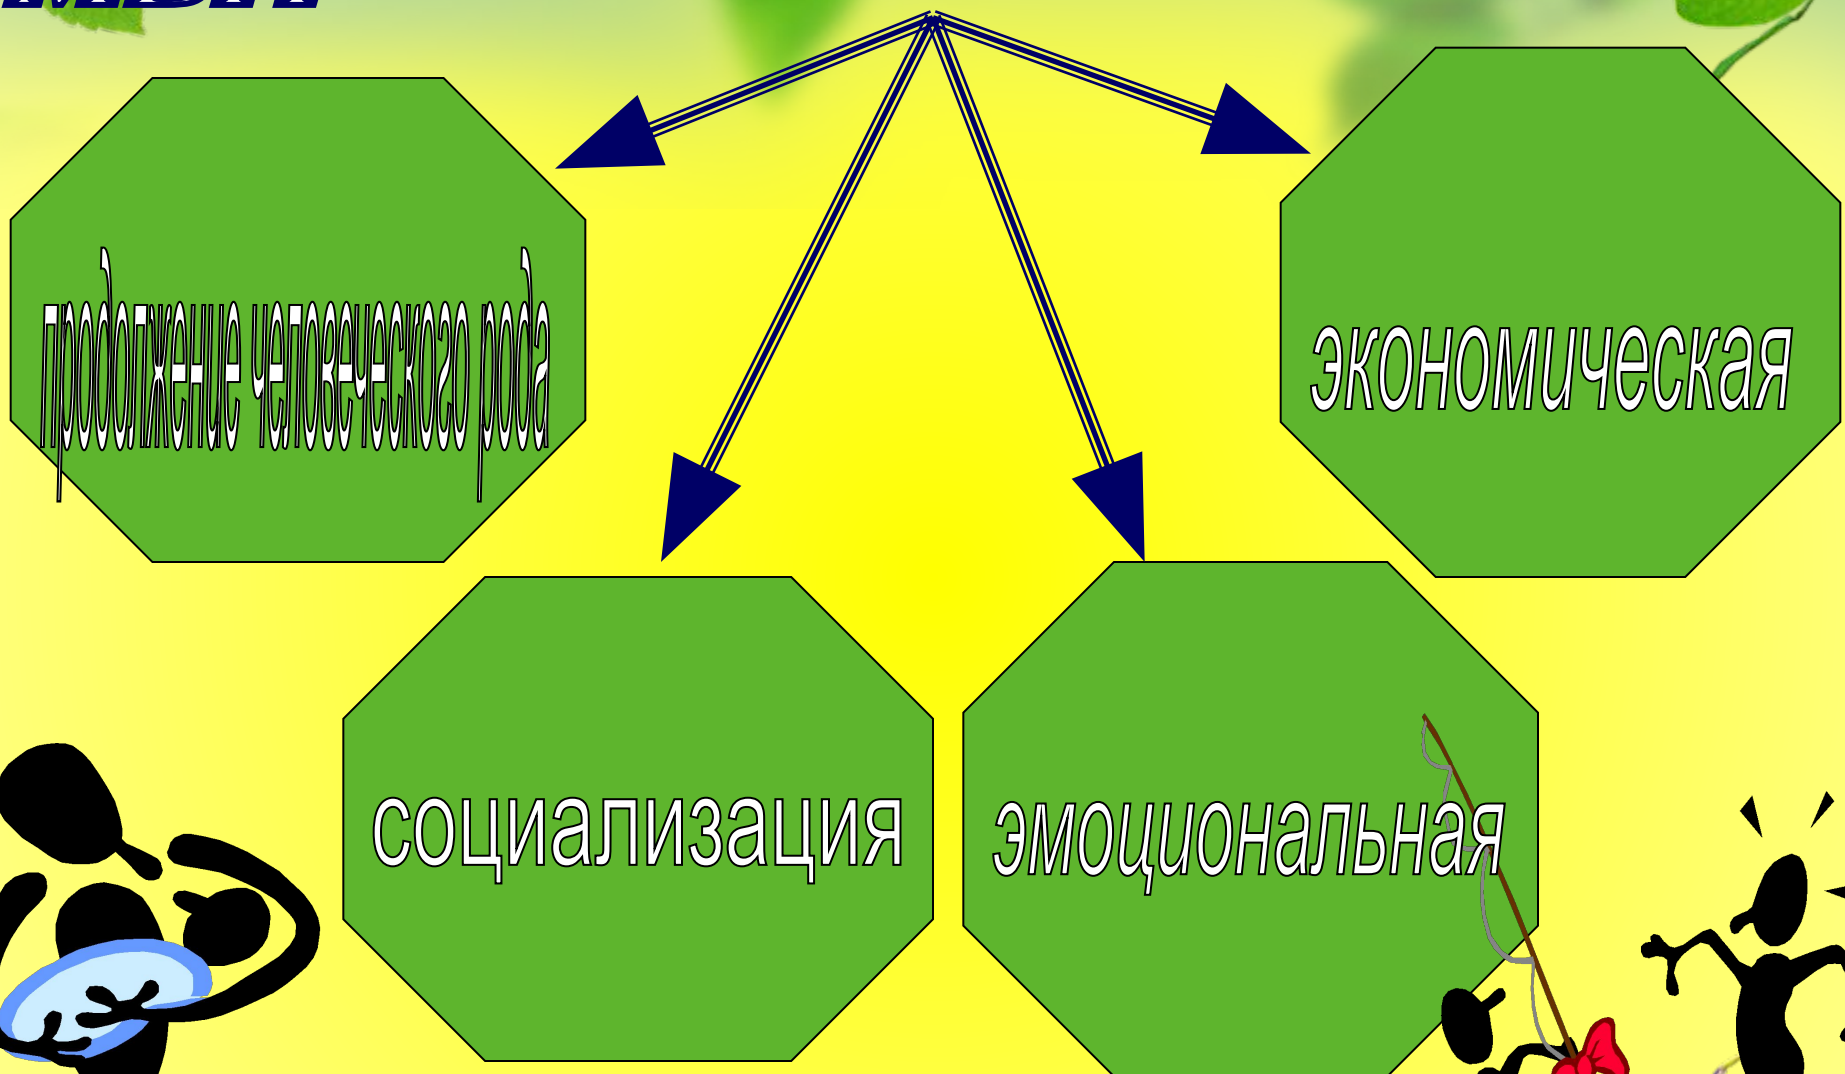 продолжение человеческого рода
экономическая
социализация
эмоциональная